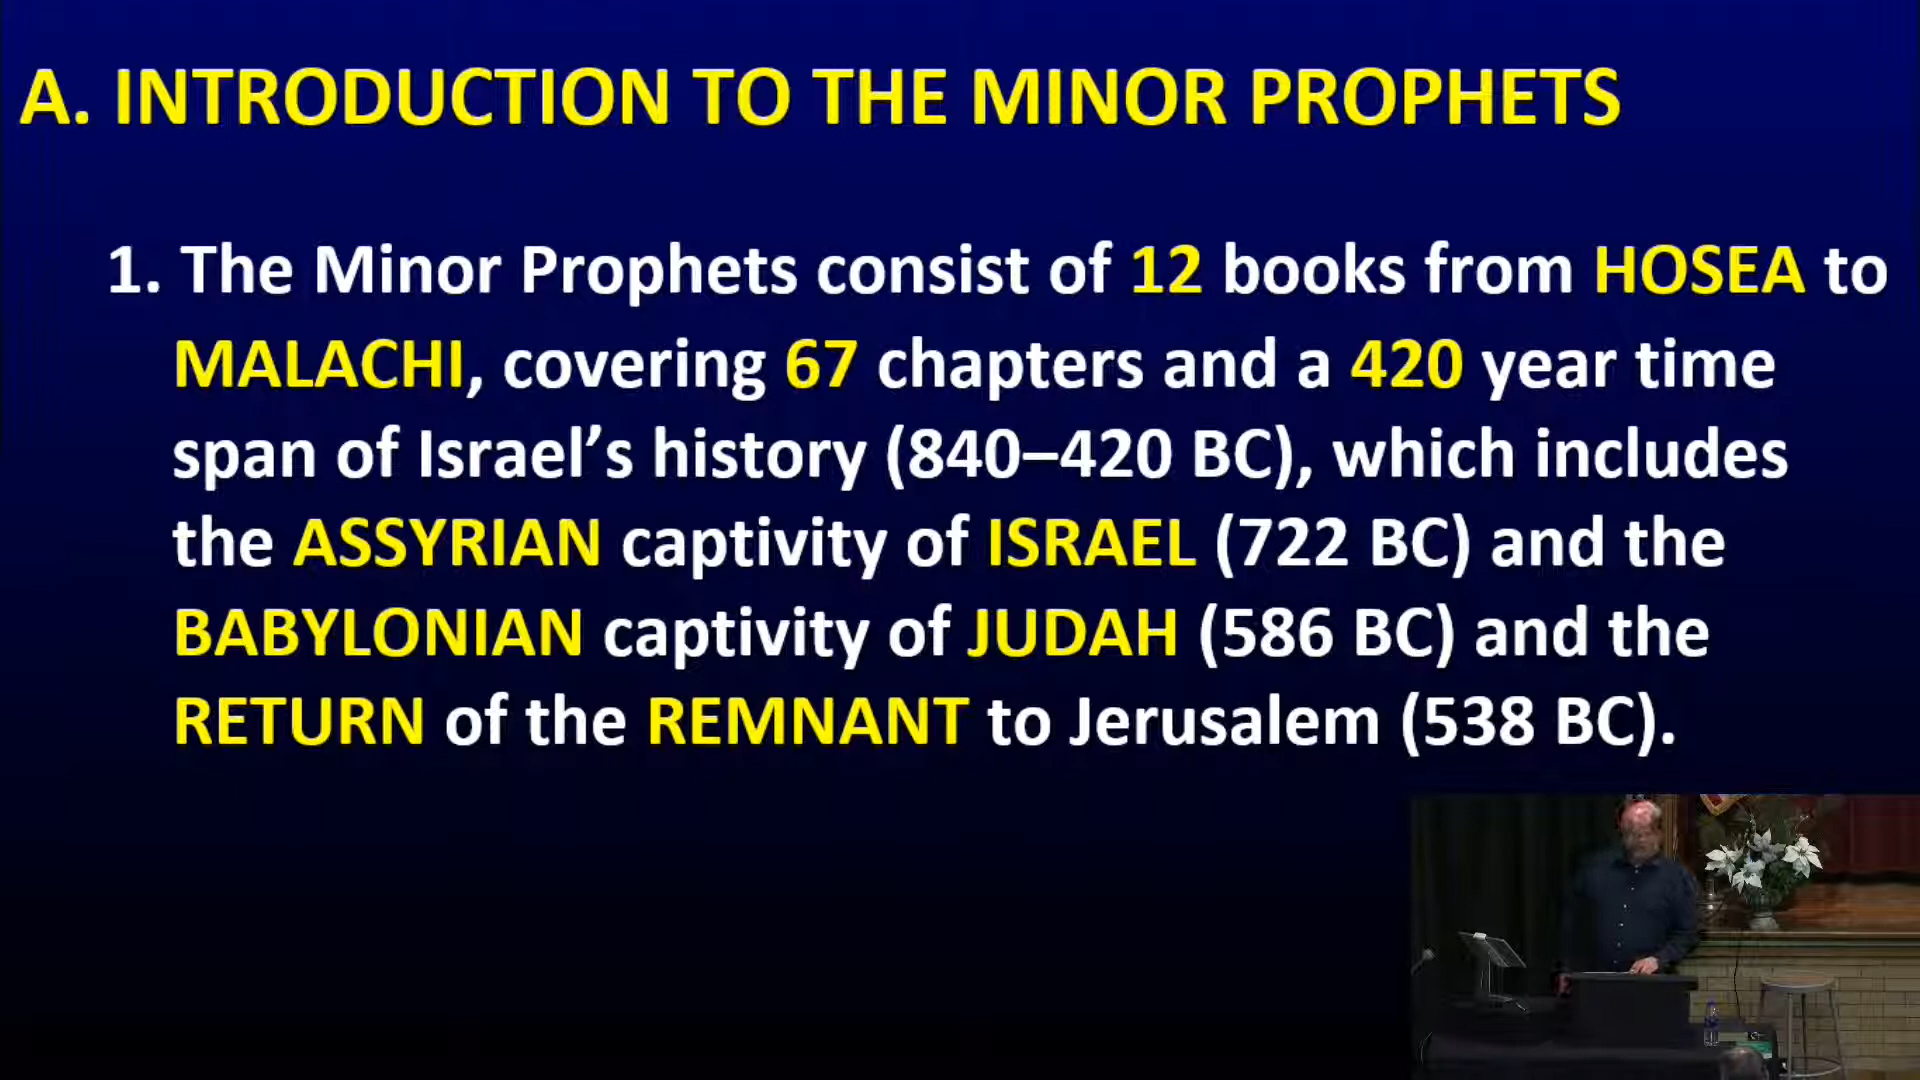 A. INTRODUCTION TO THE MINOR PROPHETS
1. The Minor Prophets consist of 12 books from HOSEA to
MALACHI, covering 67 chapters and a 420 year time
span of Israel’s history (840–420 BC), which includes
the ASSYRIAN captivity of ISRAEL (722 BC) and the
BABYLONIAN captivity of JUDAH (586 BC) and the
RETURN of the REMNANT to Jerusalem (538 BC).